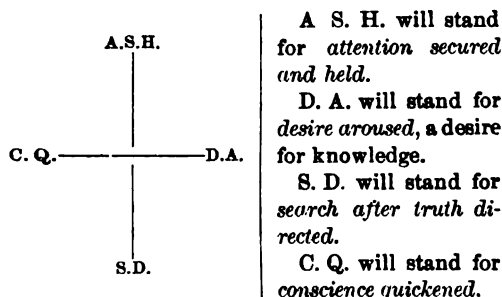 A.S.H.
C. Q.
D.A.
S.D.
A S. H. will stand
for attention secured
and held.
D. A. will stand for
desire aroused, a desire
for knowledge.
S. D. will stand for
search after truth di-
rected.
C. Q. will stand for
conscience quickened.